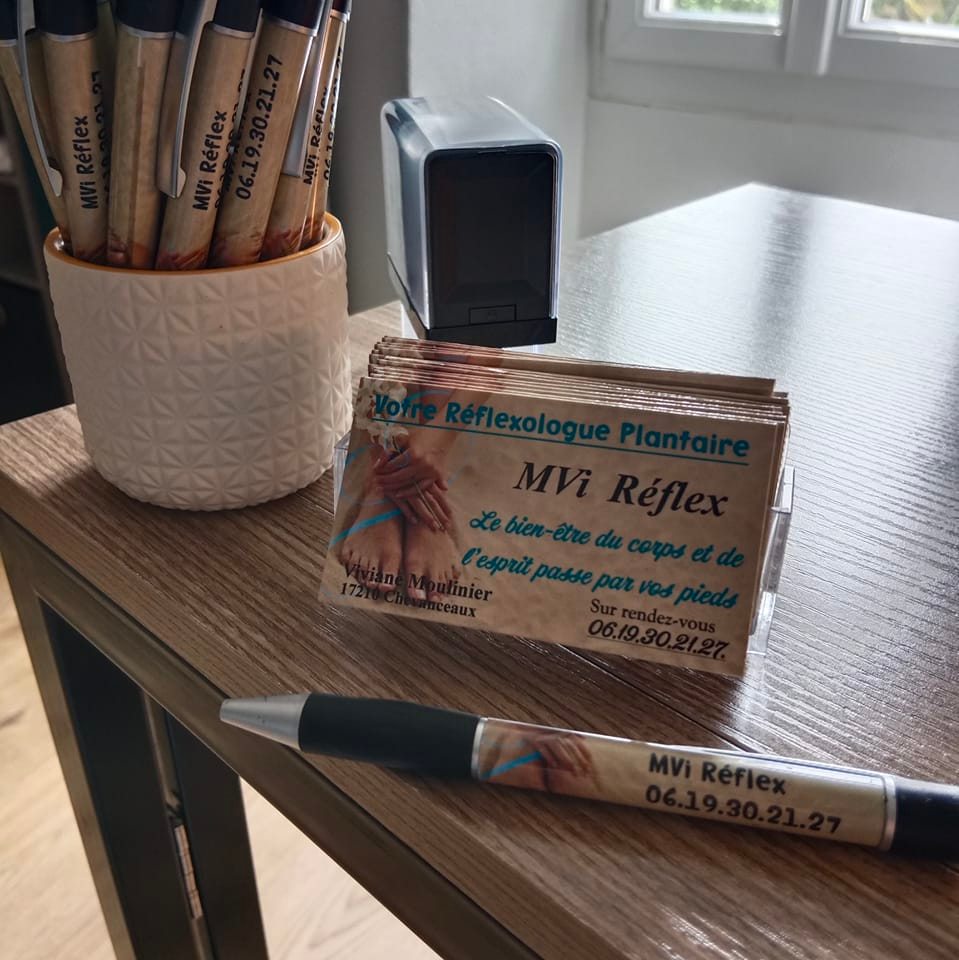 MVi Réflex
MVi Réflex
06.19.30.21.27
MVi Réflex
Votre Réflexologue Plantaire
MVi Réflex
Le bien-être du corps et de
l'esprit passe par vos pieds
Viviane Moulinier
17210 Chevanceaux
Sur rendez-vous
06.19.30.21.27.
MVi Réflex
06.19.30.21.27